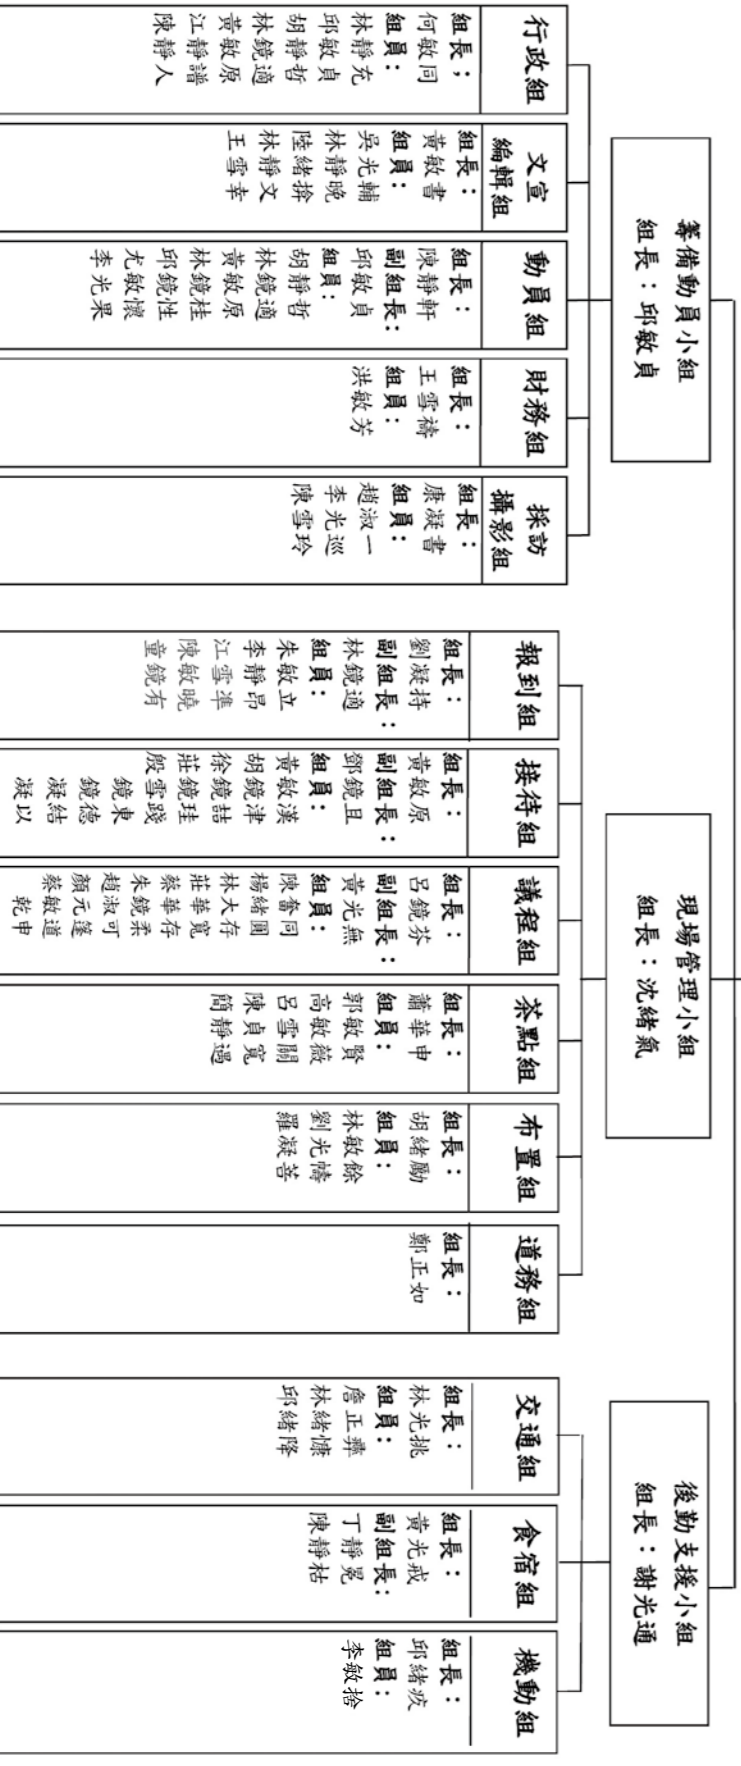 籌備動員小組
組長：邱敏貞
行政組
組長；
何敏同
組員：
林靜充
邱敏貞
胡靜哲
林鏡適
黃敏原
江靜譜
陳靜人
文宣
編輯組
組長：
黃敏書
組員：
吳光輔
林靜晚
陸緒揜
林靜文
王雪幸
動員組
組長：
陳靜軒
副組長：
邱敏貞
組員：
胡靜哲
林鏡適
黃敏原
林鏡桂
邱鏡性
尤敏懷
李光果
財務組
組長：
王雪禱
組員：
洪敏芳
採訪
攝影組
組長：
康凝書
組員：
趙淑一
李光巡
陳雪玲
現場管理小組
組長：沈緒氣
報到組
組長：
劉凝持
副組長：
林鏡適
組員：
朱敏立
李靜昂
江雪準
陳敏曉
童鏡有
接待組
組長：
黃敏原
副組長：
鄧鏡且
組員：
黃敏漢
胡鏡津
徐鏡喆
莊鏡珪
殷雪踐
鏡東
鏡德
凝結
凝以
議程組
組長：
呂鏡芬
副組長：
黃光無
組員：
陳奮同
楊緒圓
林大存
莊華寬
蔡華存
朱鏡柔
趙淑可
顏元篷
蔡敏道
乾申
茶點組
組長：
蕭華申
組員：
郭敏賢
高敏薇
呂雪關
陳貞寬
簡靜遇
布置組
組長：
胡緒勵
組員：
林敏餘
劉光幬
羅凝菩
道務組
組長：
鄭正如
後勤支援小組
組長：謝光通
交通組
組長：
林光挑
組員：
詹正彝
林緒慷
邱緒降
食宿組
組長：
黃光戒
副組長：
丁靜冕
陳靜枯
機動組
組長：
邱緒疲
組員：
李敏捨